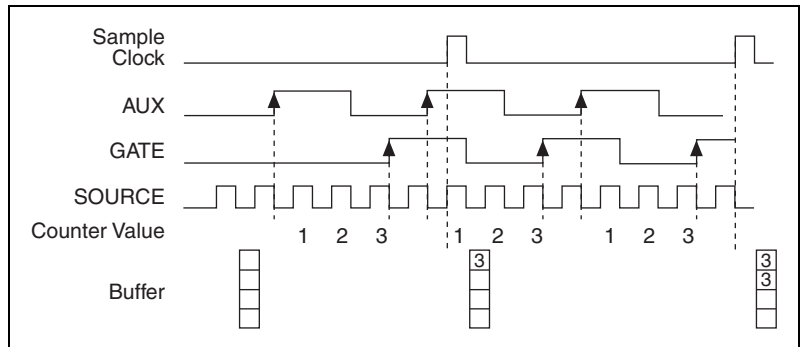 Sample
Clock
AUX
GATE
SOURCE
Counter Value 1 2 3 1 2 3 1 2 3
Buffer
3
3
3